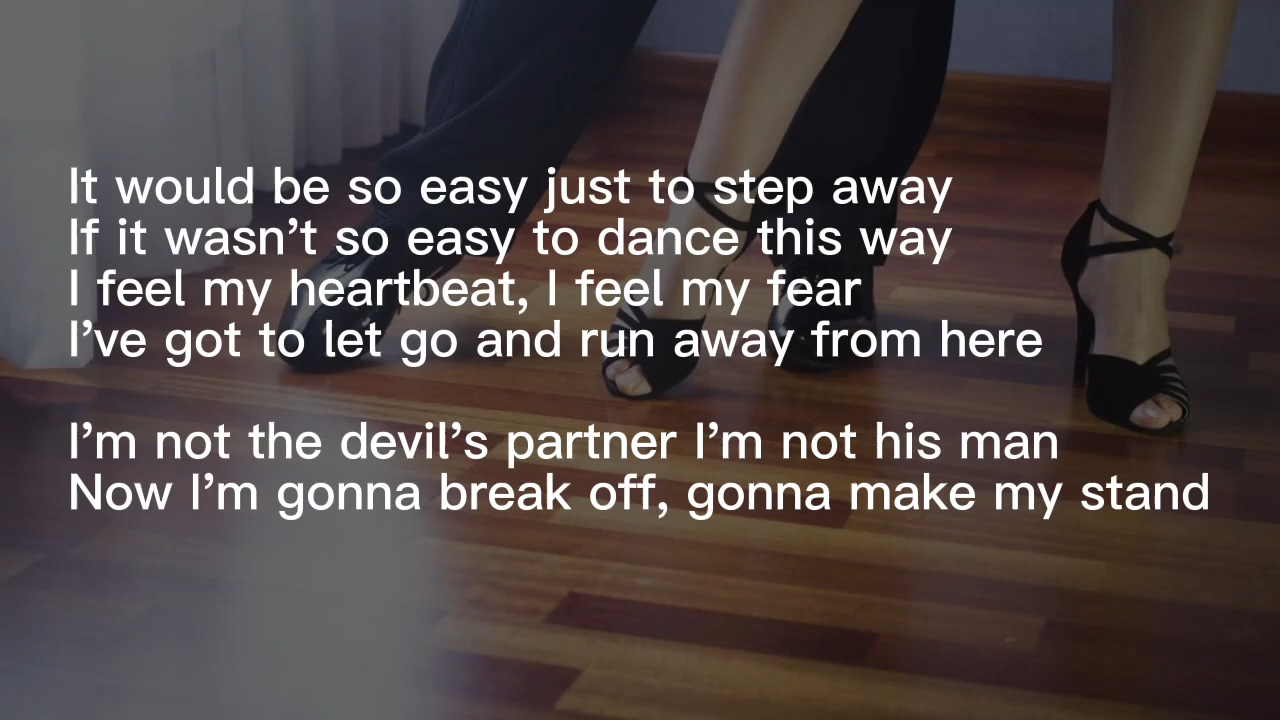 It would be so easy just to step away
If it wasn’t so easy to dance this way
I feel my heartbeat, I feel my fear
I’ve got to let go and run away from here
I’m not the devil’s partner I’m not his man
Now I’m gonna break off, gonna make my stand